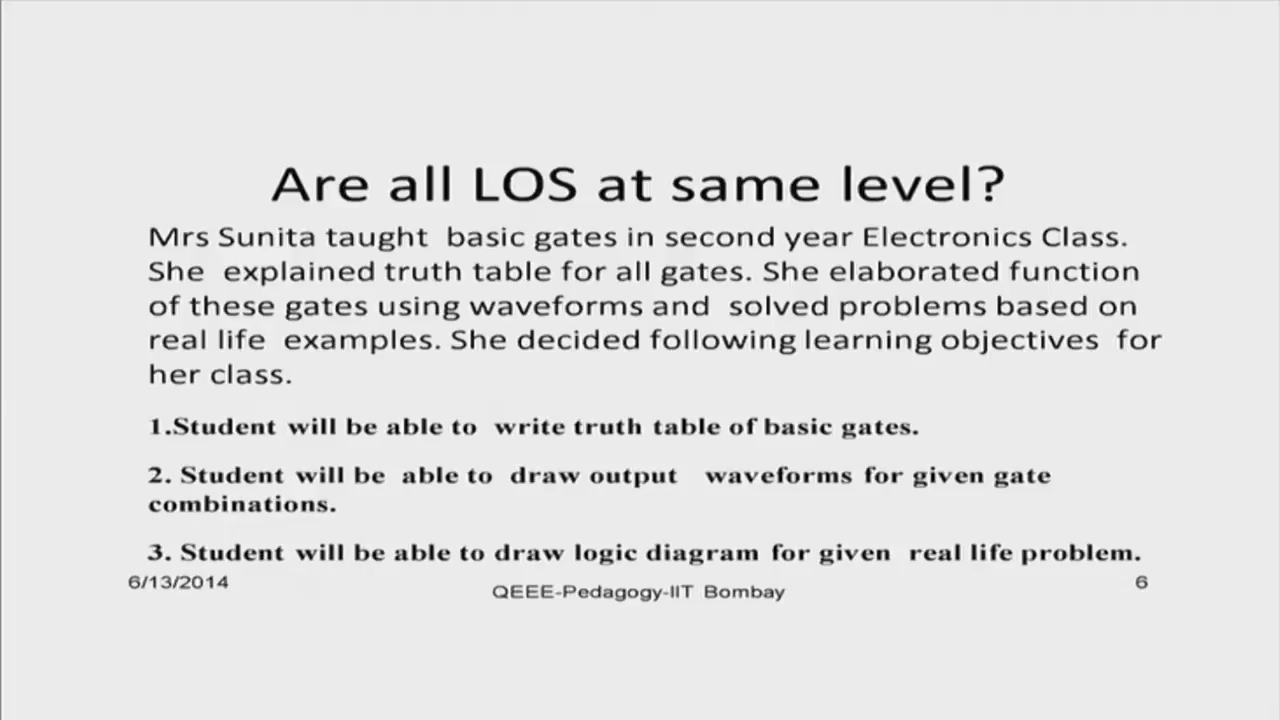 Are all LOS at same level?
Mrs Sunita taught basic gates in second year Electronics Class.
She explained truth table for all gates. She elaborated function
of these gates using waveforms and solved problems based on
real life examples. She decided following learning objectives for
her class.
1.Student will be able to write truth table of basic gates.
2. Student will be able to draw output waveforms for given gate
combinations.
3. Student will be able to draw logic diagram for given real life problem.
6/13/2014
QEEE-Pedagogy-IIT Bombay
6